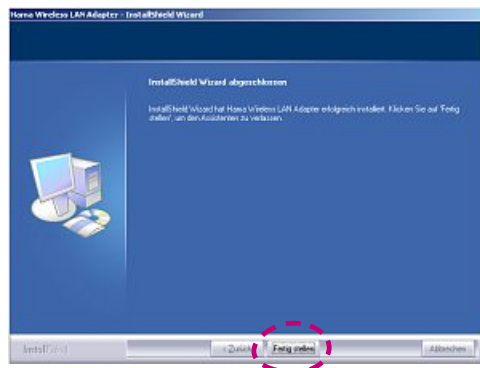 Hama Wireless LAN Adapter - InstallShield Wizard
InstallShield Wizard abgeschlossen
InstallShield Wizard hat Hama Wireless LAN Adapter erfolgreich installiert. Klicken Sie auf 'Fertig
stellen', um den Assistenten zu verlassen.
InstallShield
< Zurück
Fertig stellen
Abbrechen